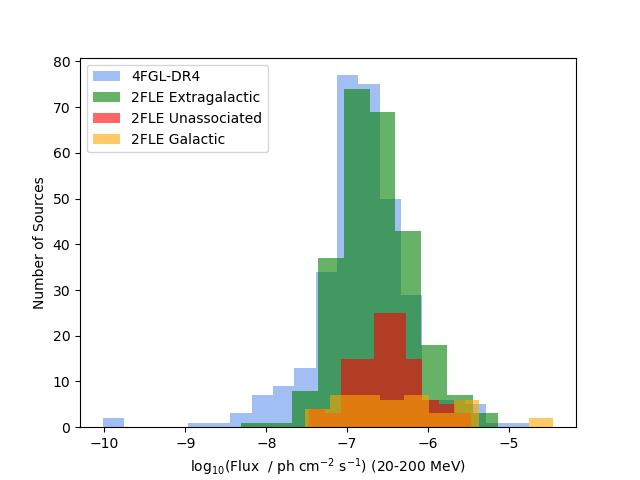 80
70
60
50
40
30
20
10
0
Number of Sources
4FGL-DR4
2FLE Extragalactic
2FLE Unassociated
2FLE Galactic
−10
−9
−8
−7
−6
−5
log₁₀(Flux / ph cm⁻² s⁻¹) (20-200 MeV)